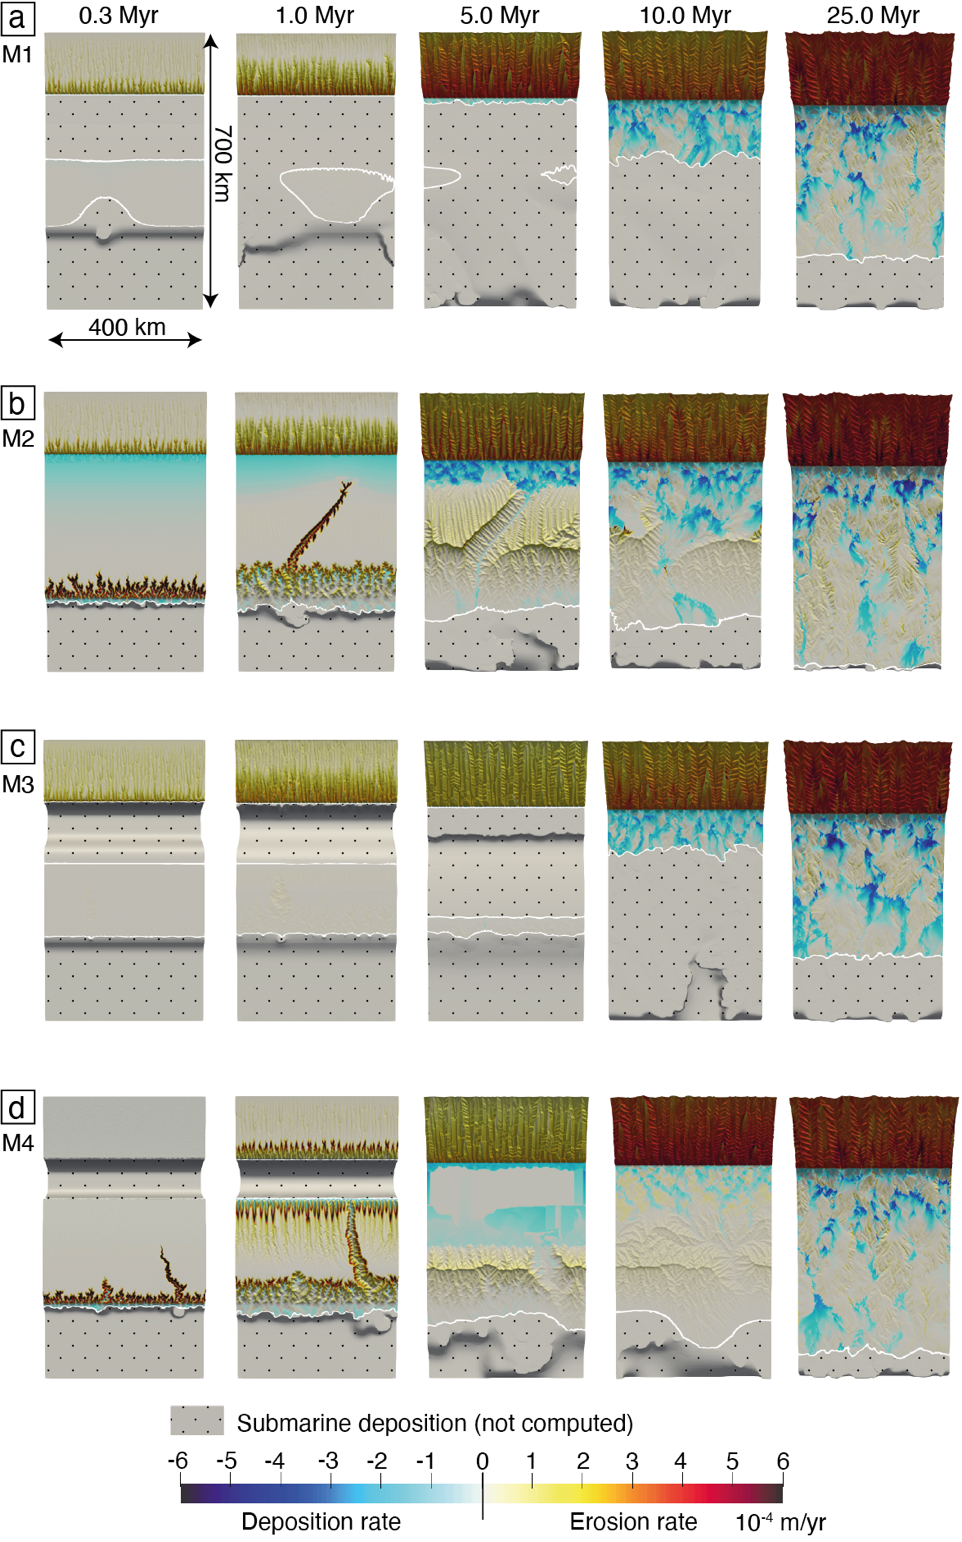 a 0.3 Myr 1.0 Myr 5.0 Myr 10.0 Myr 25.0 Myr
M1
700 km
400 km
b
M2
c
M3
d
M4
Submarine deposition (not computed)
-6 -5 -4 -3 -2 -1 0 1 2 3 4 5 6
Deposition rate Erosion rate 10⁻⁴ m/yr